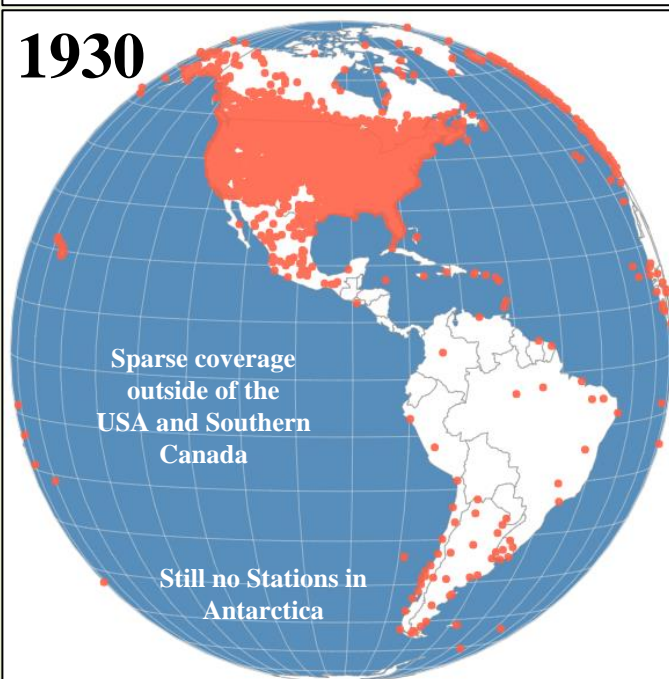 1930
Sparse coverage
outside of the
USA and Southern
Canada
Still no Stations in
Antarctica